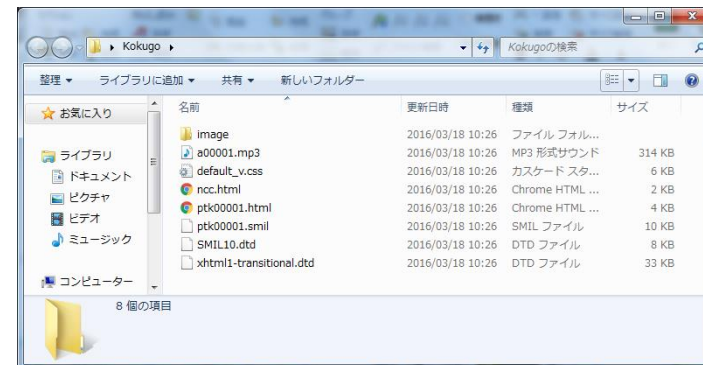 Kokugo
Kokugoの検索
整理 ライブラリに追加 共有 新しいフォルダー
お気に入り
ライブラリ
ドキュメント
ピクチャ
ビデオ
ミュージック
コンピューター
名前 更新日時 種類 サイズ
image 2016/03/18 10:26 ファイル フォル...
a00001.mp3 2016/03/18 10:26 MP3 形式サウンド 314 KB
default_v.css 2016/03/18 10:26 カスケード スタ... 6 KB
ncc.html 2016/03/18 10:26 Chrome HTML ... 2 KB
ptk00001.html 2016/03/18 10:26 Chrome HTML ... 4 KB
ptk00001.smil 2016/03/18 10:26 SMIL ファイル 10 KB
SMIL10.dtd 2016/03/18 10:26 DTD ファイル 8 KB
xhtml1-transitional.dtd 2016/03/18 10:26 DTD ファイル 33 KB
8 個の項目